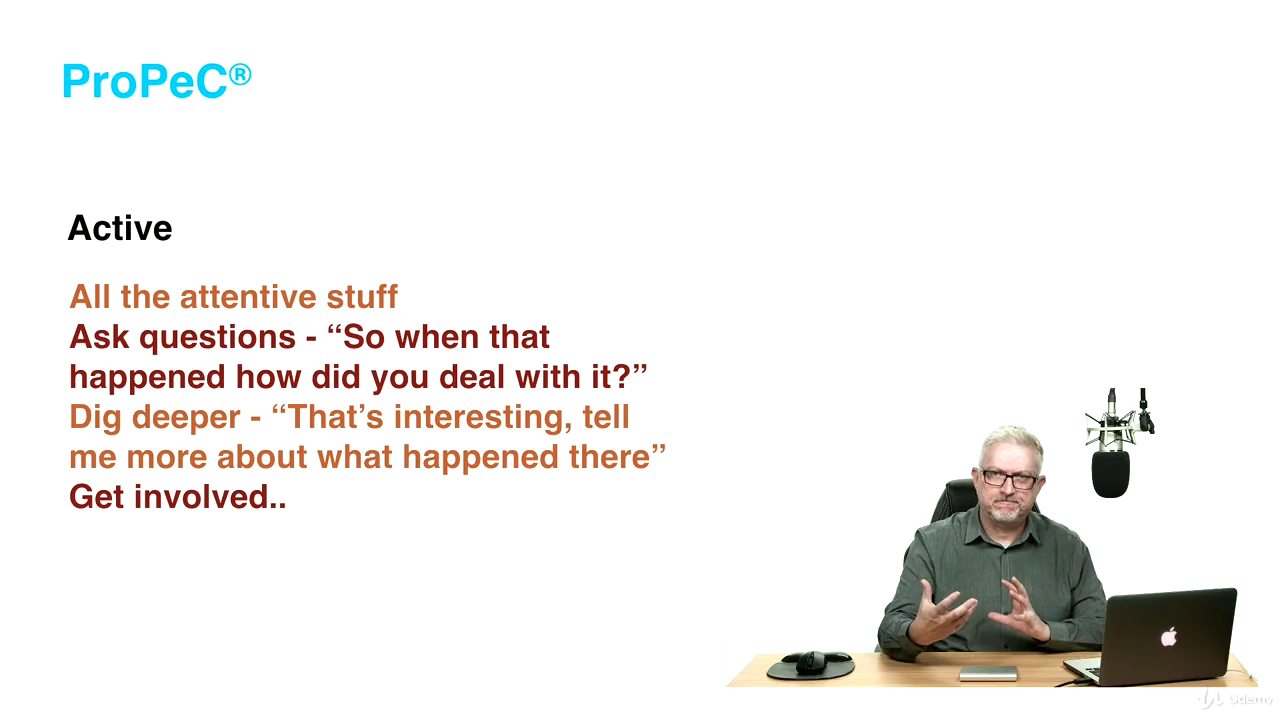 ProPeC®
Active
All the attentive stuff
Ask questions - “So when that
happened how did you deal with it?”
Dig deeper - “That’s interesting, tell
me more about what happened there”
Get involved..
Udemy